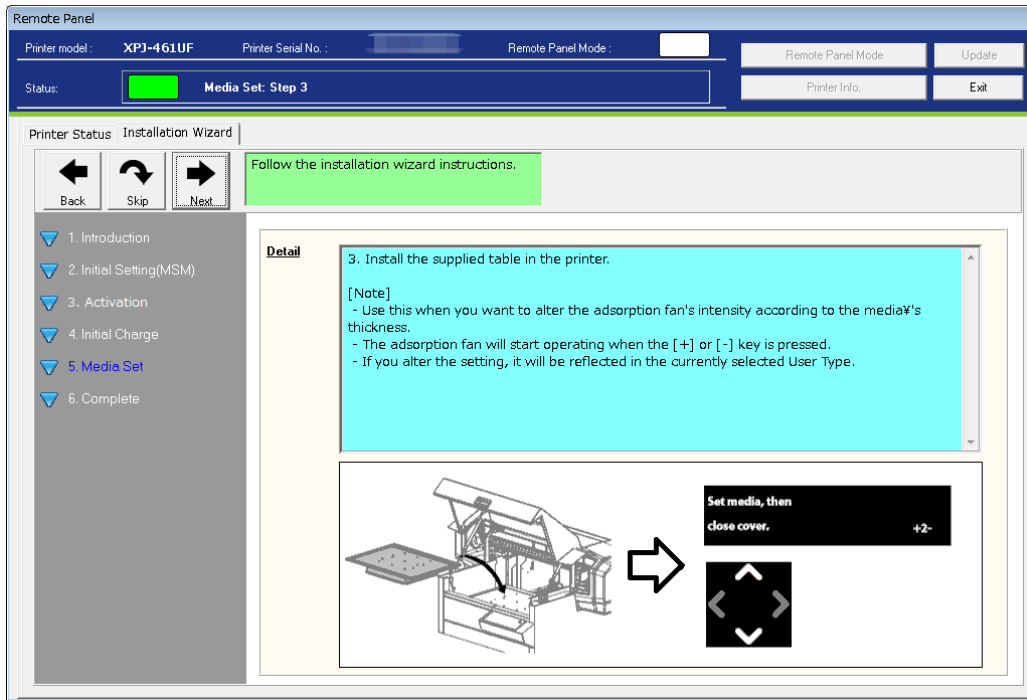 Remote Panel
Printer model : XPJ-461UF Printer Serial No. : Remote Panel Mode :
Remote Panel Mode Update
Status: Media Set: Step 3
Printer Info. Exit
Printer Status Installation Wizard
Back Skip Next
Follow the installation wizard instructions.
1. Introduction
2. Initial Setting(MSM)
3. Activation
4. Initial Charge
5. Media Set
6. Complete
Detail
3. Install the supplied table in the printer.
[Note]
- Use this when you want to alter the adsorption fan's intensity according to the media¥'s
thickness.
- The adsorption fan will start operating when the [+] or [-] key is pressed.
- If you alter the setting, it will be reflected in the currently selected User Type.
Set media, then
close cover. +2-